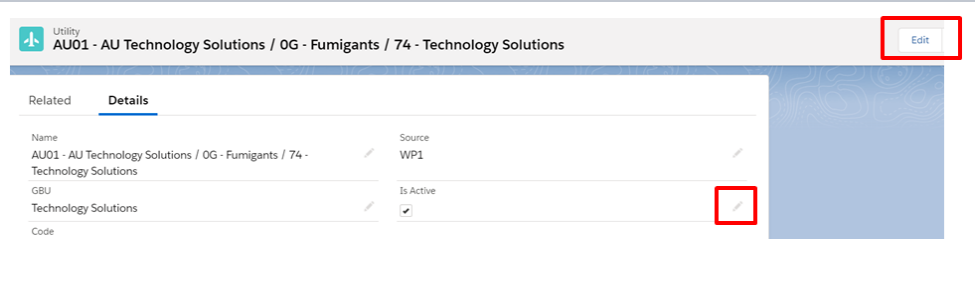 Utility
AU01 - AU Technology Solutions / 0G - Fumigants / 74 - Technology Solutions
Edit
Related Details
Name
AU01 - AU Technology Solutions / 0G - Fumigants / 74 -
Technology Solutions
Source
WP1
GBU
Technology Solutions
Is Active
Code